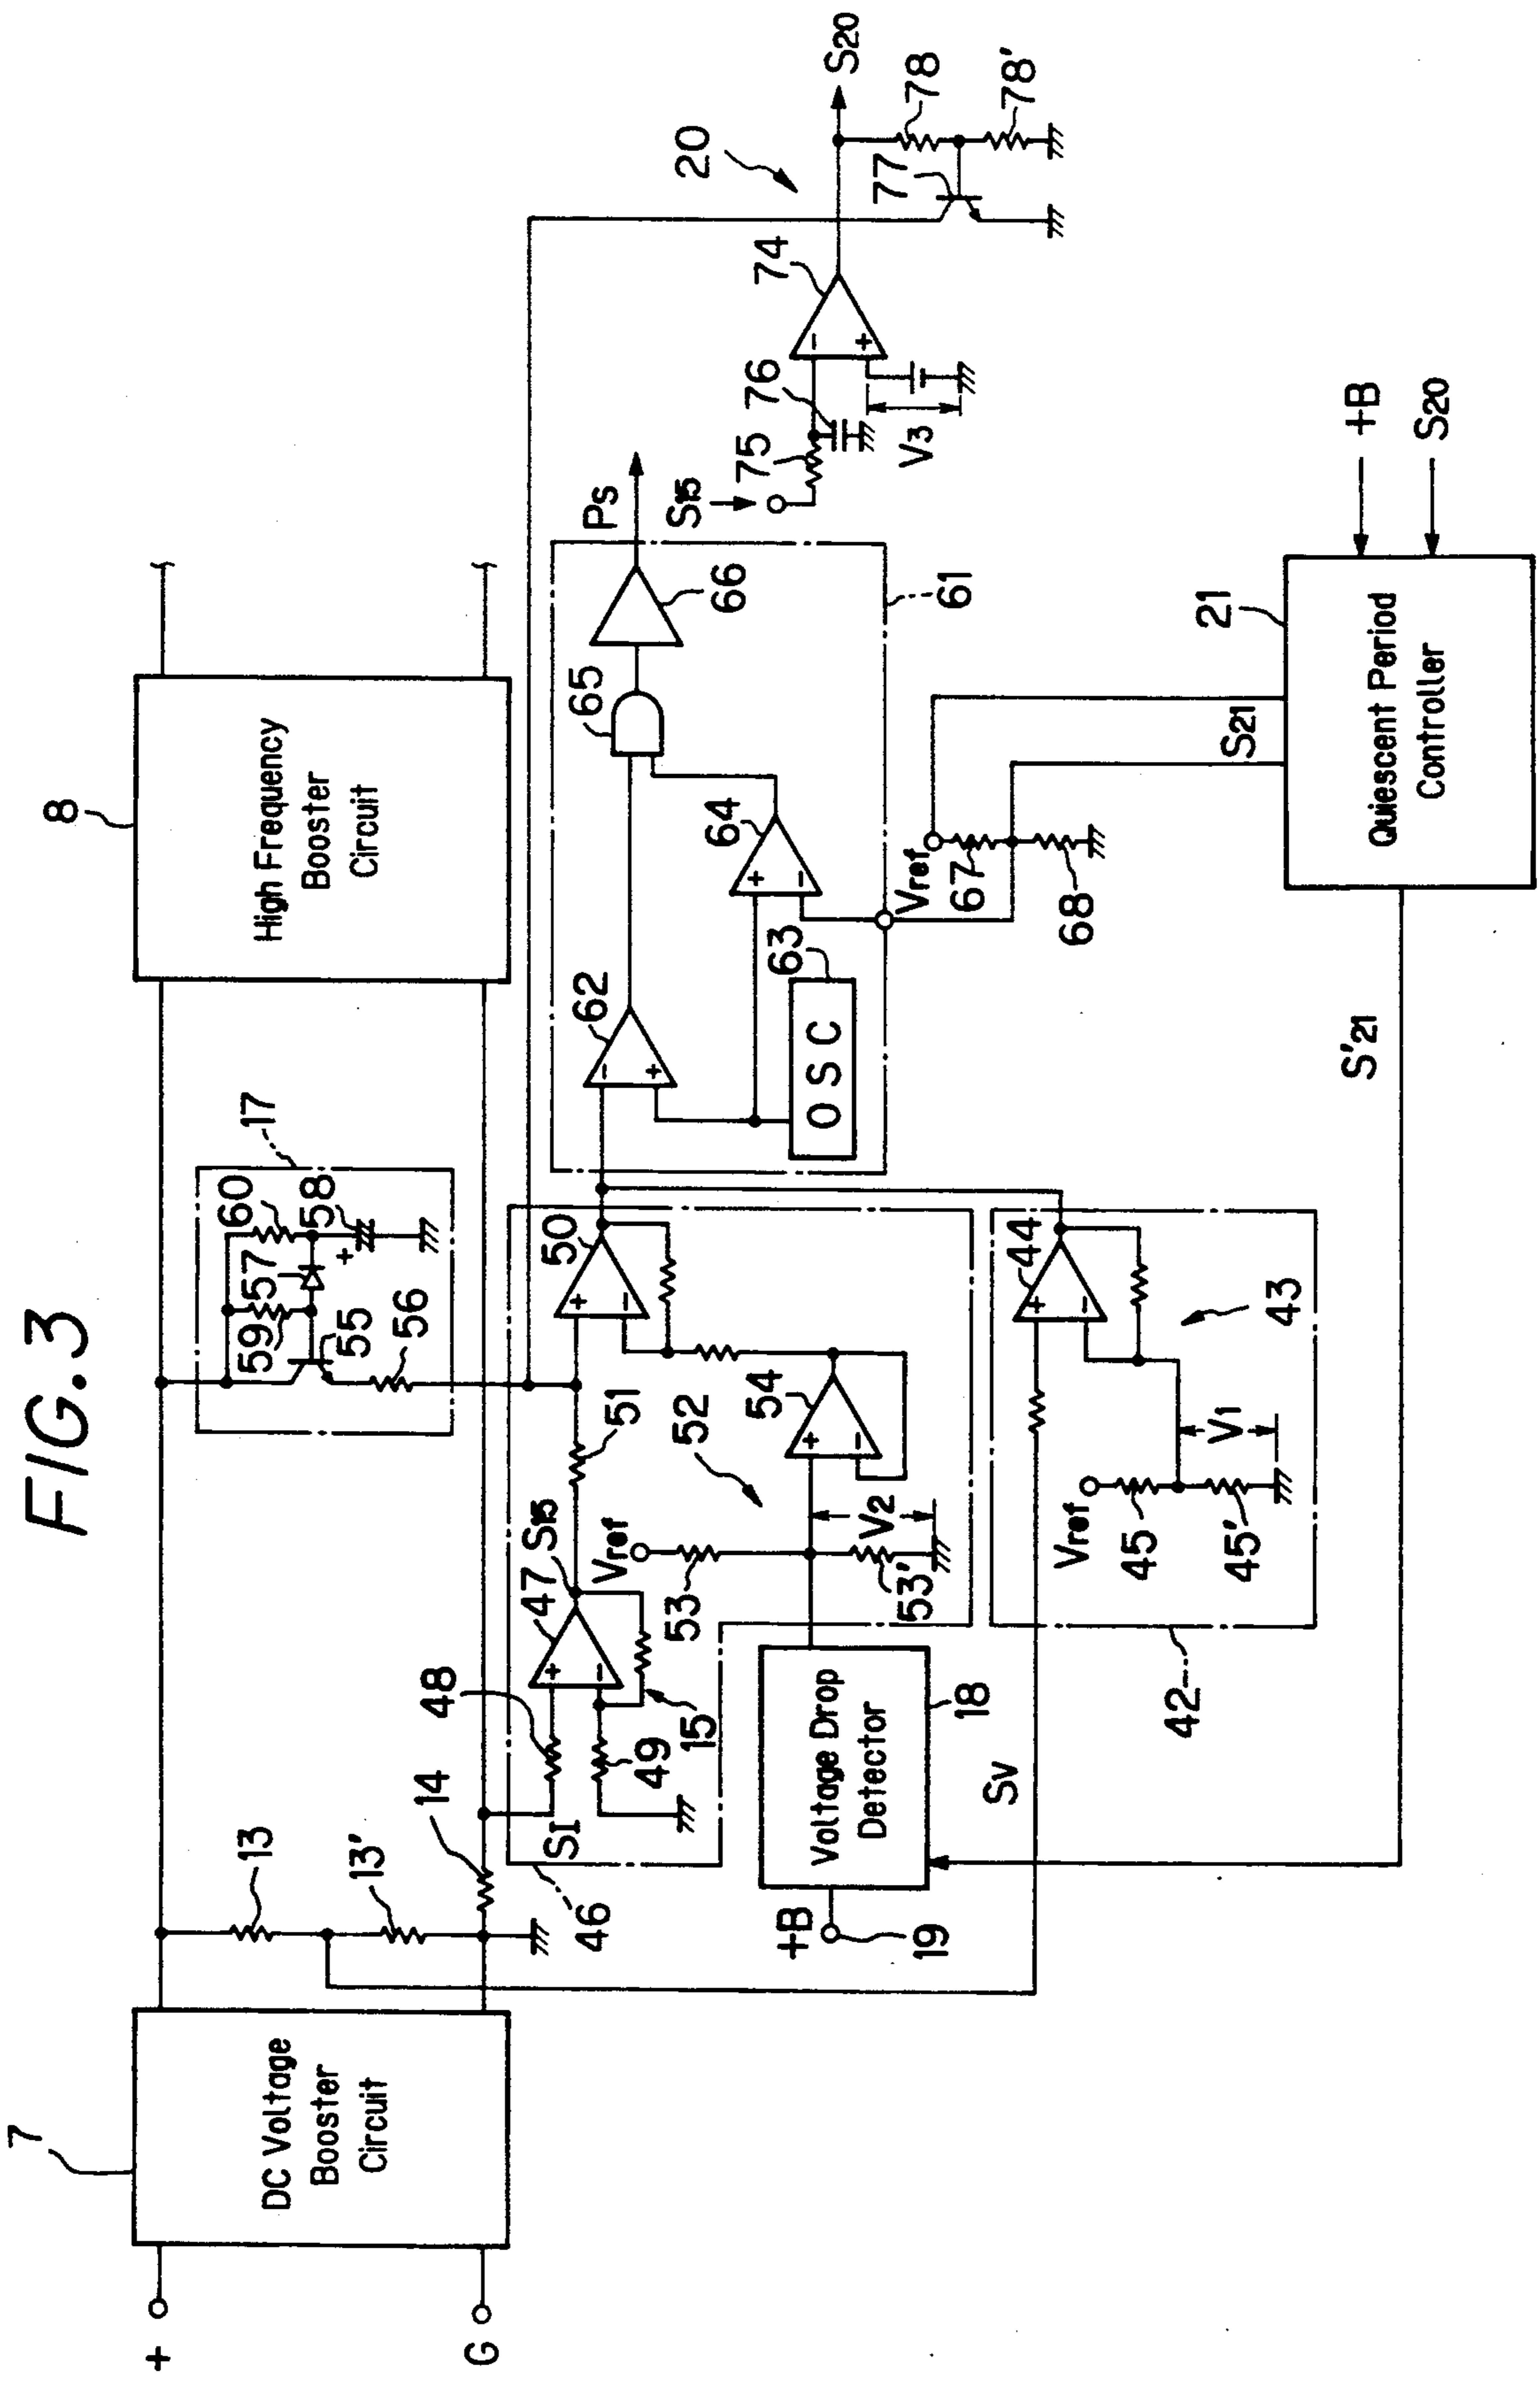 FIG.3
7
DC Voltage
Booster
Circuit
+
G
13
13'
14
17
60
58
57
+
59
55
56
8
High Frequency
Booster
Circuit
46
SI
48
49
15
47
S15
+
-
51
50
+
-
52
Vref
53
53'
V2
54
+
-
+B
19
Voltage Drop
Detector
18
Sv
42
43
44
+
-
Vref
45
45'
V1
61
62
-
+
OSC
63
64
+
-
65
66
Ps
Vref
67
68
S21
S'21
21
Quiescent Period
Controller
+B
S20
20
S15
75
76
V3
74
-
+
S20
77
78
78'